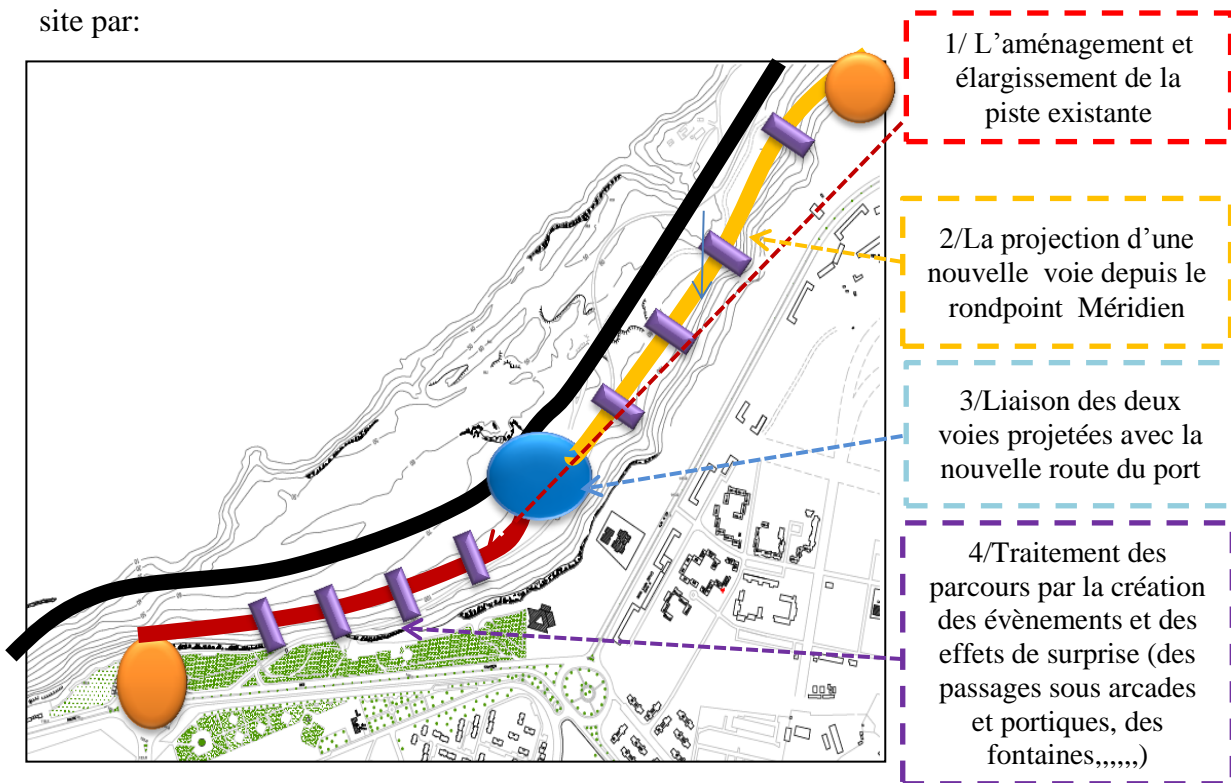 site par:
1/ L’aménagement et
élargissement de la
piste existante
2/La projection d’une
nouvelle  voie depuis le
rondpoint  Méridien
3/Liaison des deux
voies projetées avec la
nouvelle route du port
4/Traitement des
parcours par la création
des évènements et des
effets de surprise (des
passages sous arcades
et portiques, des
fontaines,,,,,,)